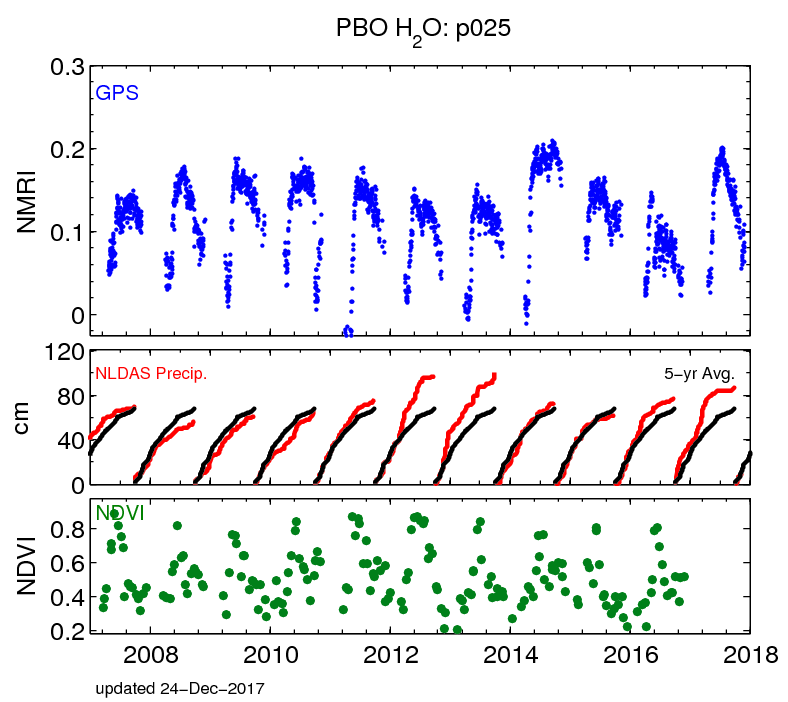 PBO H2O: p025
0.3
GPS
0.2
NMRI
0.1
0
120
NLDAS Precip.
5-yr Avg.
80
cm
40
0
NDVI
0.8
0.6
NDVI
0.4
0.2
2008 2010 2012 2014 2016 2018
updated 24-Dec-2017